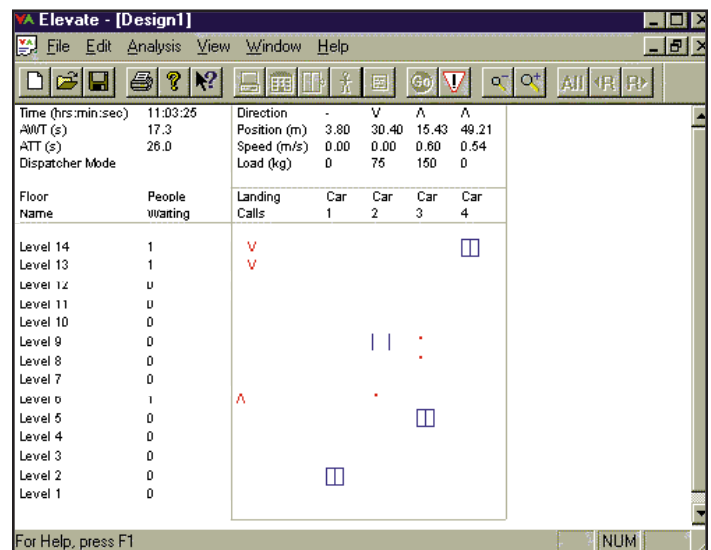 VA Elevate - [Design1]
File Edit Analysis View Window Help
Go All R R
Time (hrs:min:sec) 11:03:25 Direction - V Λ Λ
AWT (s) 17.3 Position (m) 3.80 30.40 15.43 49.21
ATT (s) 26.0 Speed (m/s) 0.00 0.00 0.60 0.54
Dispatcher Mode Load (kg) 0 75 150 0
Floor People Landing Car Car Car Car
Name Waiting Calls 1 2 3 4
Level 14 1 V
Level 13 1 V
Level 12 0
Level 11 0
Level 10 0
Level 9 0
Level 8 0
Level 7 0
Level 6 1 Λ
Level 5 0
Level 4 0
Level 3 0
Level 2 0
Level 1 0
For Help, press F1 NUM